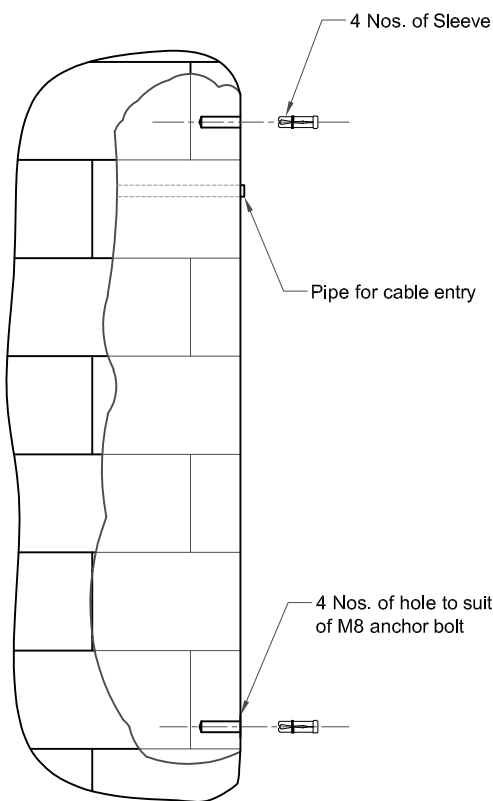 4 Nos. of Sleeve
Pipe for cable entry
4 Nos. of hole to suit
of M8 anchor bolt